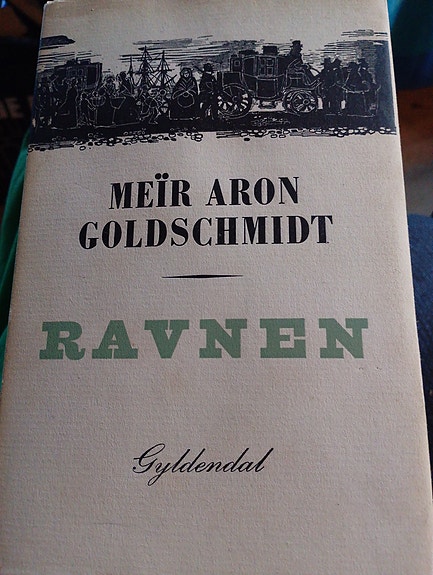 MEÏR ARON
GOLDSCHMIDT
RAVNEN
Gyldendal